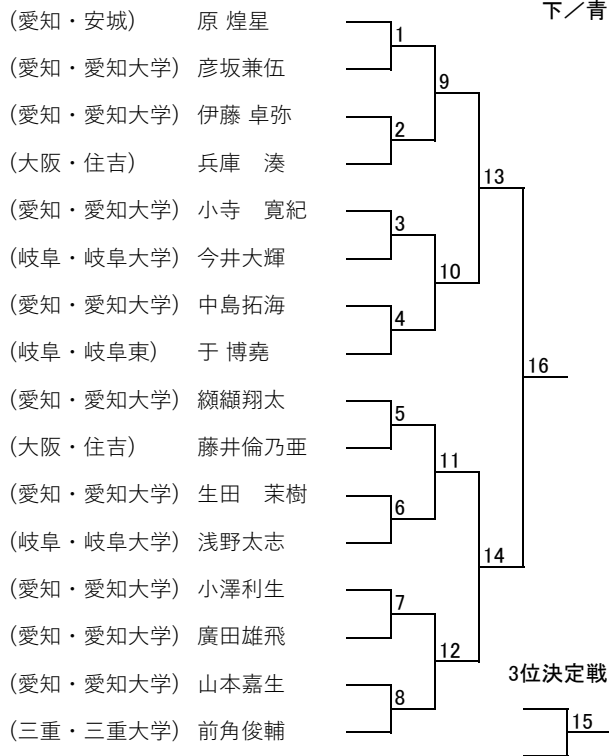 下／青
(愛知・安城) 原 煌星
1
(愛知・愛知大学) 彦坂兼伍
9
(愛知・愛知大学) 伊藤 卓弥
2
(大阪・住吉) 兵庫　湊
13
(愛知・愛知大学) 小寺　寛紀
3
(岐阜・岐阜大学) 今井大輝
10
(愛知・愛知大学) 中島拓海
4
(岐阜・岐阜東) 于 博堯
16
(愛知・愛知大学) 纐纈翔太
5
(大阪・住吉) 藤井倫乃亜
11
(愛知・愛知大学) 生田　茉樹
6
(岐阜・岐阜大学) 浅野太志
14
(愛知・愛知大学) 小澤利生
7
(愛知・愛知大学) 廣田雄飛
12
3位決定戦
(愛知・愛知大学) 山本嘉生
8
15
(三重・三重大学) 前角俊輔